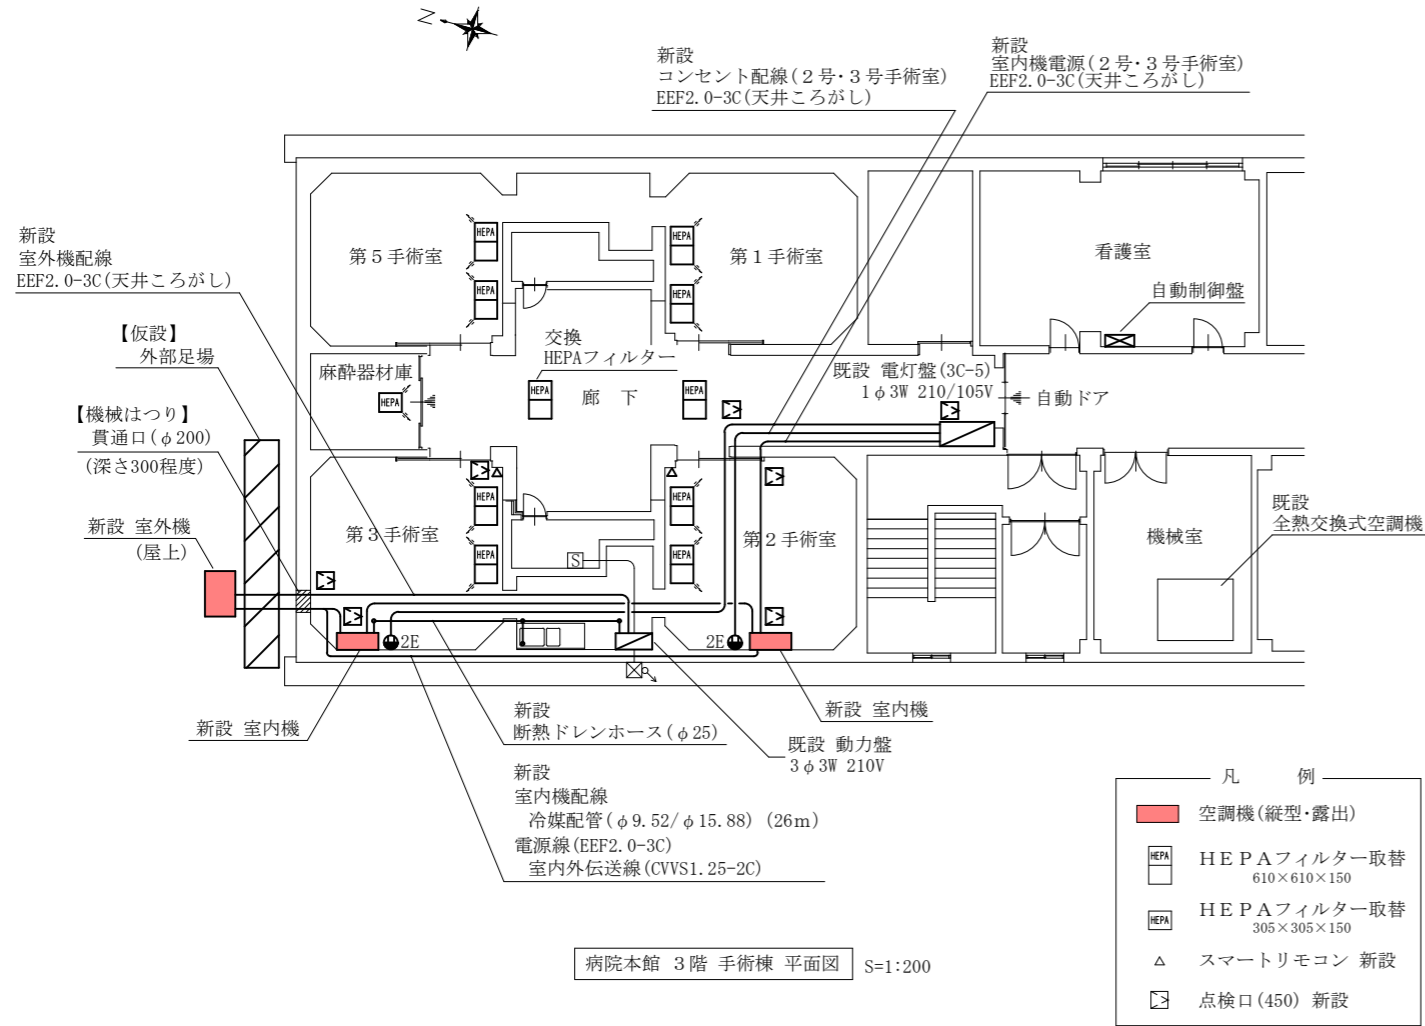 N
新設
コンセント配線(２号・３号手術室)
EEF2.0-3C(天井ころがし)
新設
室内機電源(２号・３号手術室)
EEF2.0-3C(天井ころがし)
新設
室外機配線
EEF2.0-3C(天井ころがし)
【仮設】
外部足場
【機械はつり】
貫通口(φ200)
(深さ300程度)
新設 室外機
(屋上)
第５手術室
HEPA
HEPA
HEPA
HEPA
第１手術室
看護室
自動制御盤
麻酔器材庫
HEPA
交換
HEPAフィルター
HEPA
廊 下
HEPA
既設 電灯盤(3C-5)
1φ3W 210/105V
自動ドア
第３手術室
HEPA
HEPA
S
HEPA
HEPA
第２手術室
機械室
既設
全熱交換式空調機
2E
2E
新設 室内機
新設
断熱ドレンホース(φ25)
新設 室内機
既設 動力盤
3φ3W 210V
新設
室内機配線
冷媒配管(φ9.52/φ15.88) (26m)
電源線(EEF2.0-3C)
室内外伝送線(CVVS1.25-2C)
病院本館 ３階 手術棟 平面図 S=1:200
凡 例
空調機(縦型・露出)
HEPA ＨＥＰＡフィルター取替
610×610×150
HEPA ＨＥＰＡフィルター取替
305×305×150
スマートリモコン 新設
点検口(450) 新設